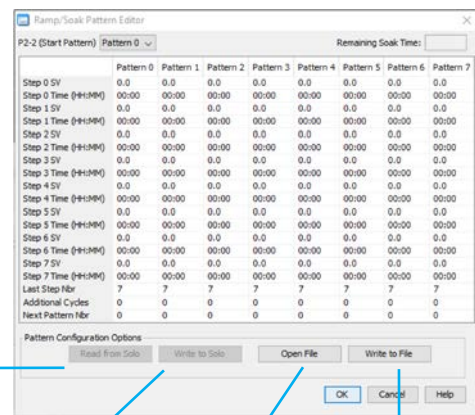 Ramp/Soak Pattern Editor
P2-2 (Start Pattern) Pattern 0 Remaining Soak Time:
Pattern 0 Pattern 1 Pattern 2 Pattern 3 Pattern 4 Pattern 5 Pattern 6 Pattern 7
Step 0 SV 0.0 0.0 0.0 0.0 0.0 0.0 0.0 0.0
Step 0 Time (HH:MM) 00:00 00:00 00:00 00:00 00:00 00:00 00:00 00:00
Step 1 SV 0.0 0.0 0.0 0.0 0.0 0.0 0.0 0.0
Step 1 Time (HH:MM) 00:00 00:00 00:00 00:00 00:00 00:00 00:00 00:00
Step 2 SV 0.0 0.0 0.0 0.0 0.0 0.0 0.0 0.0
Step 2 Time (HH:MM) 00:00 00:00 00:00 00:00 00:00 00:00 00:00 00:00
Step 3 SV 0.0 0.0 0.0 0.0 0.0 0.0 0.0 0.0
Step 3 Time (HH:MM) 00:00 00:00 00:00 00:00 00:00 00:00 00:00 00:00
Step 4 SV 0.0 0.0 0.0 0.0 0.0 0.0 0.0 0.0
Step 4 Time (HH:MM) 00:00 00:00 00:00 00:00 00:00 00:00 00:00 00:00
Step 5 SV 0.0 0.0 0.0 0.0 0.0 0.0 0.0 0.0
Step 5 Time (HH:MM) 00:00 00:00 00:00 00:00 00:00 00:00 00:00 00:00
Step 6 SV 0.0 0.0 0.0 0.0 0.0 0.0 0.0 0.0
Step 6 Time (HH:MM) 00:00 00:00 00:00 00:00 00:00 00:00 00:00 00:00
Step 7 SV 0.0 0.0 0.0 0.0 0.0 0.0 0.0 0.0
Step 7 Time (HH:MM) 00:00 00:00 00:00 00:00 00:00 00:00 00:00 00:00
Last Step Nbr 7 7 7 7 7 7 7 7
Additional Cycles 0 0 0 0 0 0 0 0
Next Pattern Nbr 0 0 0 0 0 0 0 0
Pattern Configuration Options
Read from Solo Write to Solo Open File Write to File
OK Cancel Help